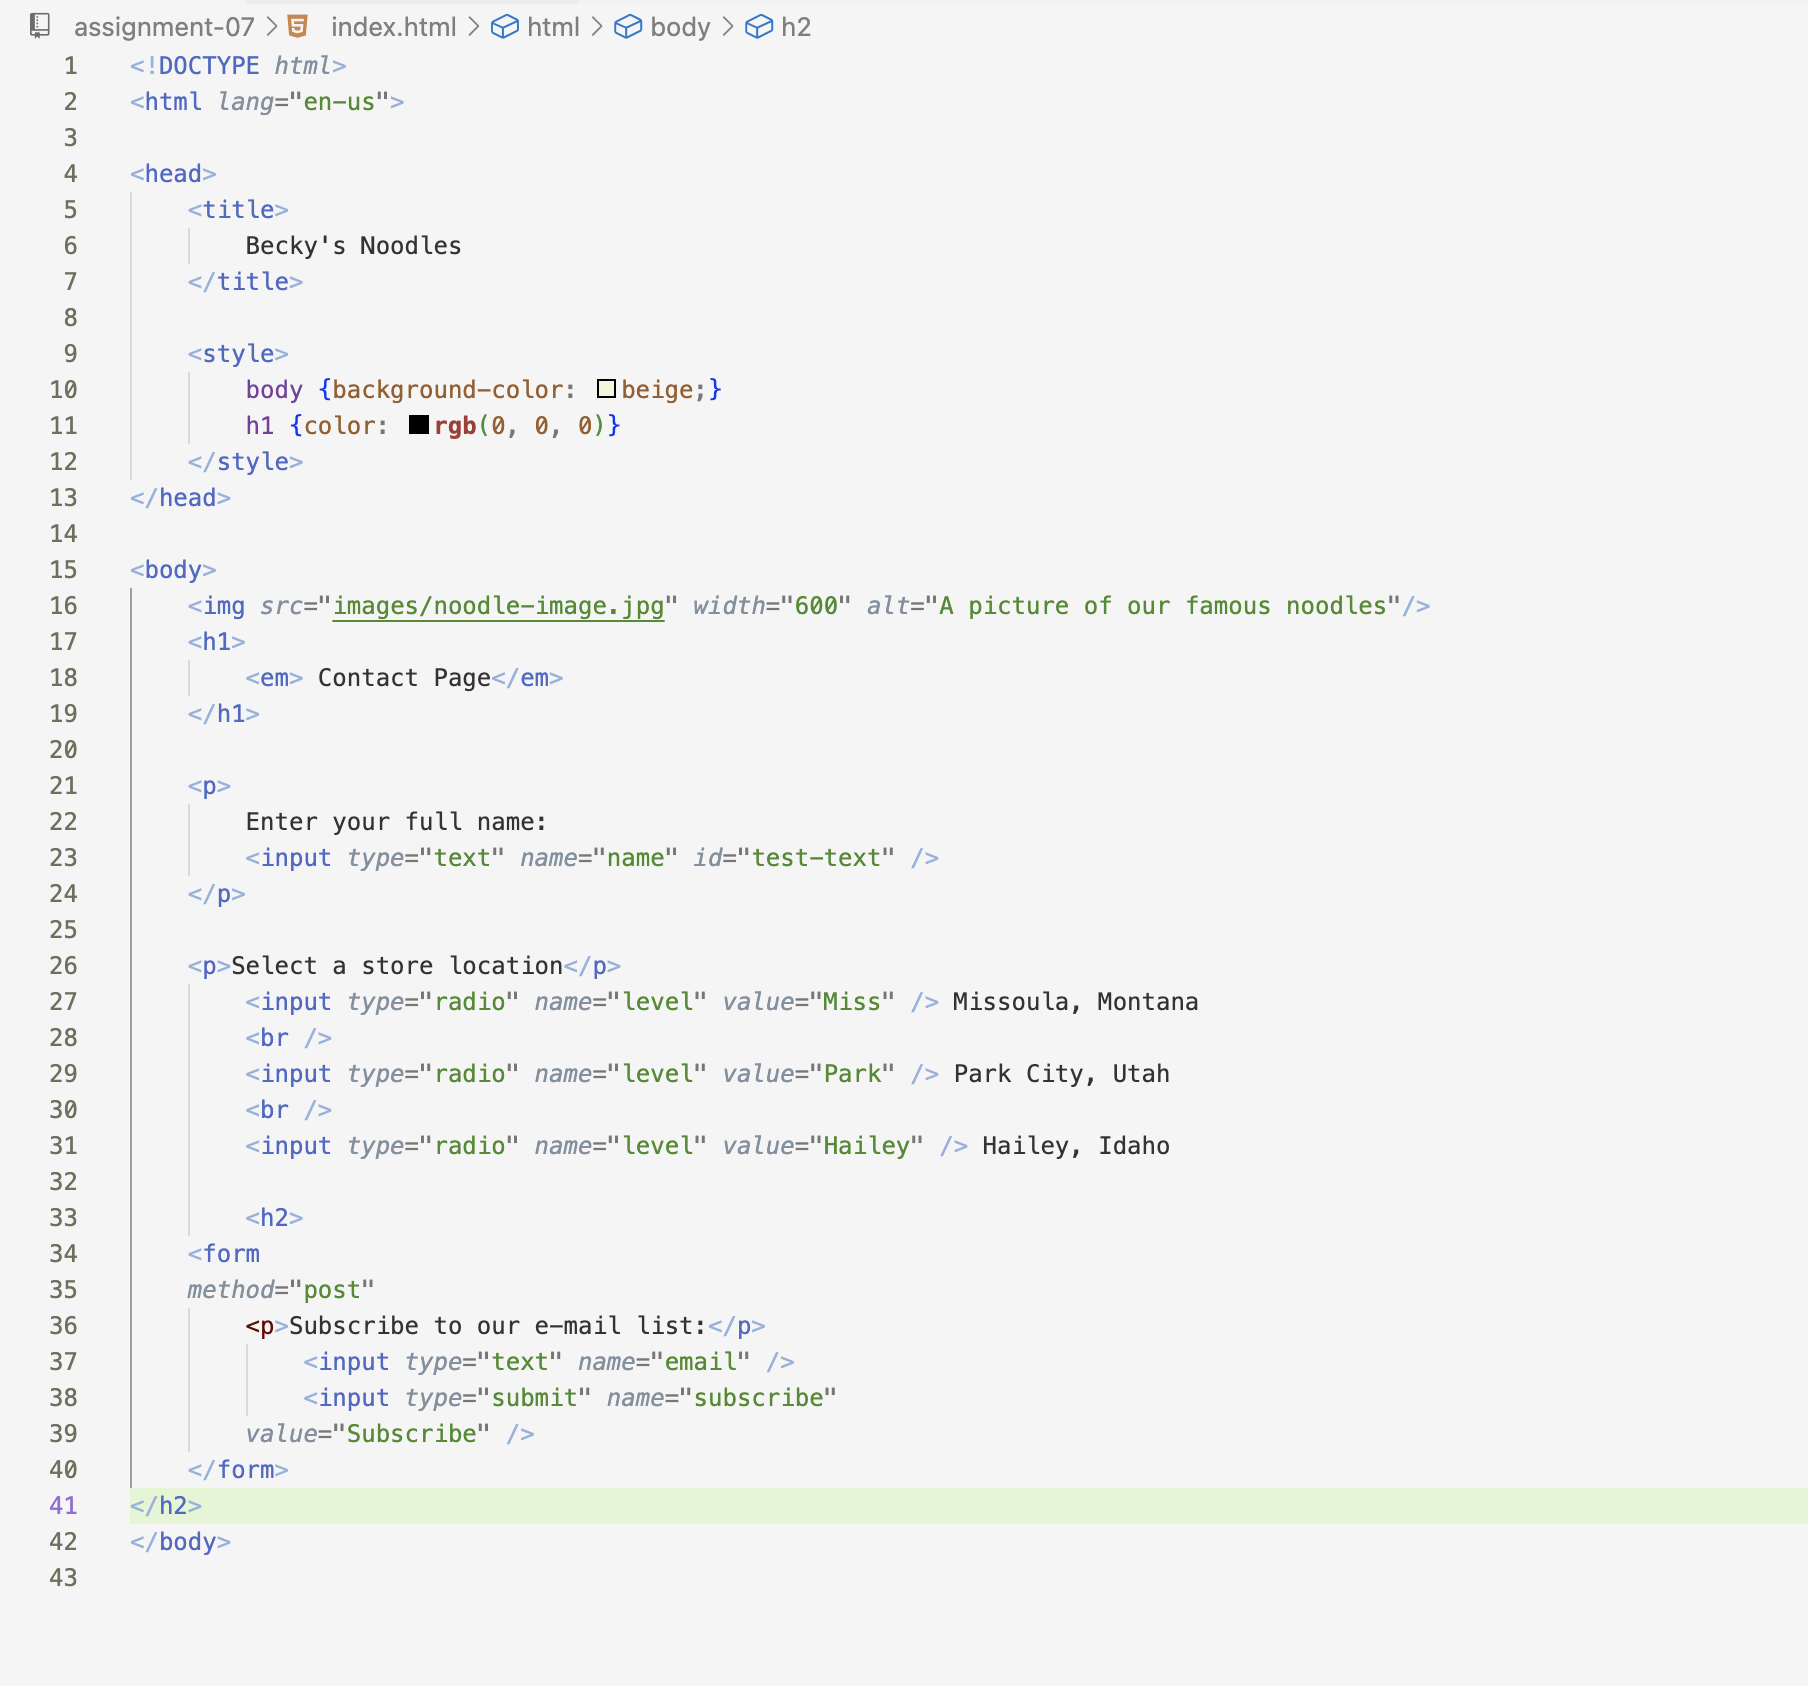 assignment-07 > index.html > html > body > h2
1 <!DOCTYPE html>
2 <html lang="en-us">
3
4 <head>
5     <title>
6         Becky's Noodles
7     </title>
8
9     <style>
10         body {background-color: beige;}
11         h1 {color: rgb(0, 0, 0)}
12     </style>
13 </head>
14
15 <body>
16     <img src="images/noodle-image.jpg" width="600" alt="A picture of our famous noodles"/>
17     <h1>
18         <em> Contact Page</em>
19     </h1>
20
21     <p>
22         Enter your full name:
23         <input type="text" name="name" id="test-text" />
24     </p>
25
26     <p>Select a store location</p>
27         <input type="radio" name="level" value="Miss" /> Missoula, Montana
28         <br />
29         <input type="radio" name="level" value="Park" /> Park City, Utah
30         <br />
31         <input type="radio" name="level" value="Hailey" /> Hailey, Idaho
32
33         <h2>
34     <form
35     method="post"
36         <p>Subscribe to our e-mail list:</p>
37             <input type="text" name="email" />
38             <input type="submit" name="subscribe"
39         value="Subscribe" />
40     </form>
41 </h2>
42 </body>
43